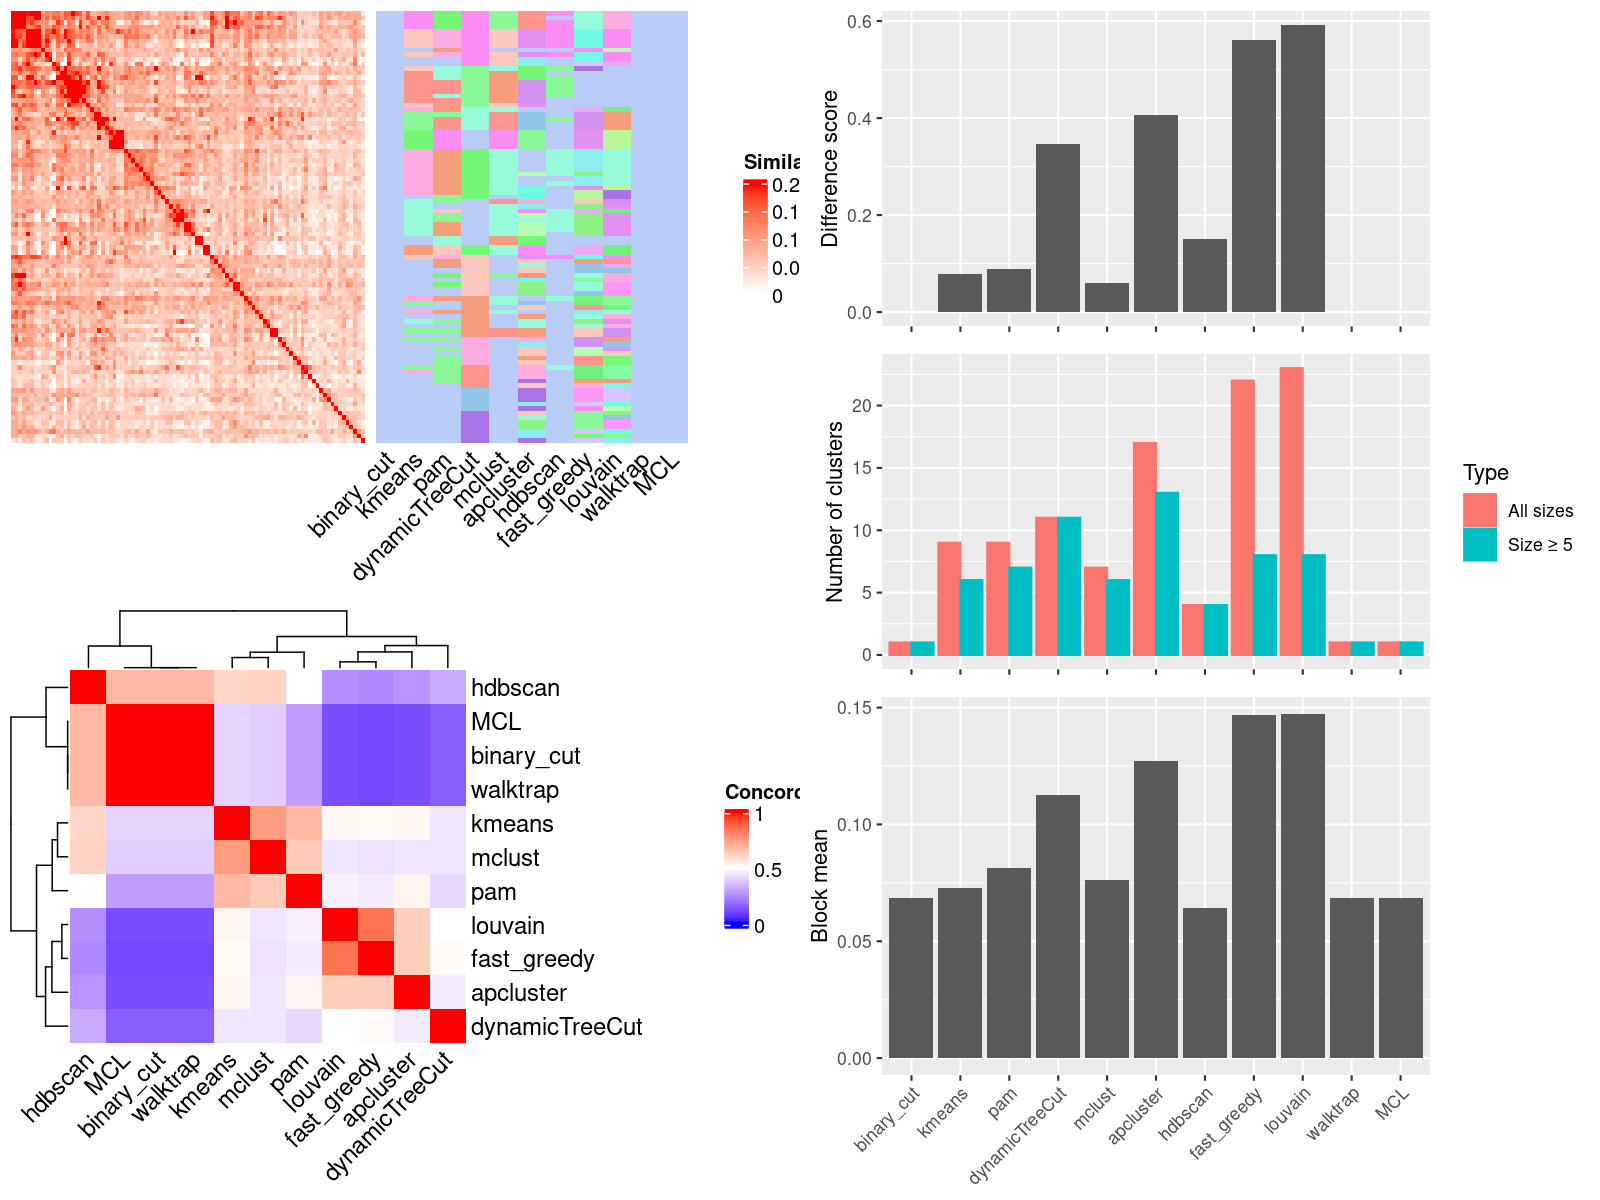 Simila
0.2
0.1
0.1
0.0
0
binary_cut
kmeans
pam
dynamicTreeCut
mclust
apcluster
hdbscan
fast_greedy
louvain
walktrap
MCL
hdbscan
MCL
binary_cut
walktrap
kmeans
mclust
pam
louvain
fast_greedy
apcluster
dynamicTreeCut
hdbscan
MCL
binary_cut
walktrap
kmeans
mclust
pam
louvain
fast_greedy
apcluster
dynamicTreeCut
Concord
1
0.5
0
Difference score
0.6
0.4
0.2
0.0
Number of clusters
20
15
10
5
0
Type
All sizes
Size ≥ 5
Block mean
0.15
0.10
0.05
0.00
binary_cut
kmeans
pam
dynamicTreeCut
mclust
apcluster
hdbscan
fast_greedy
louvain
walktrap
MCL